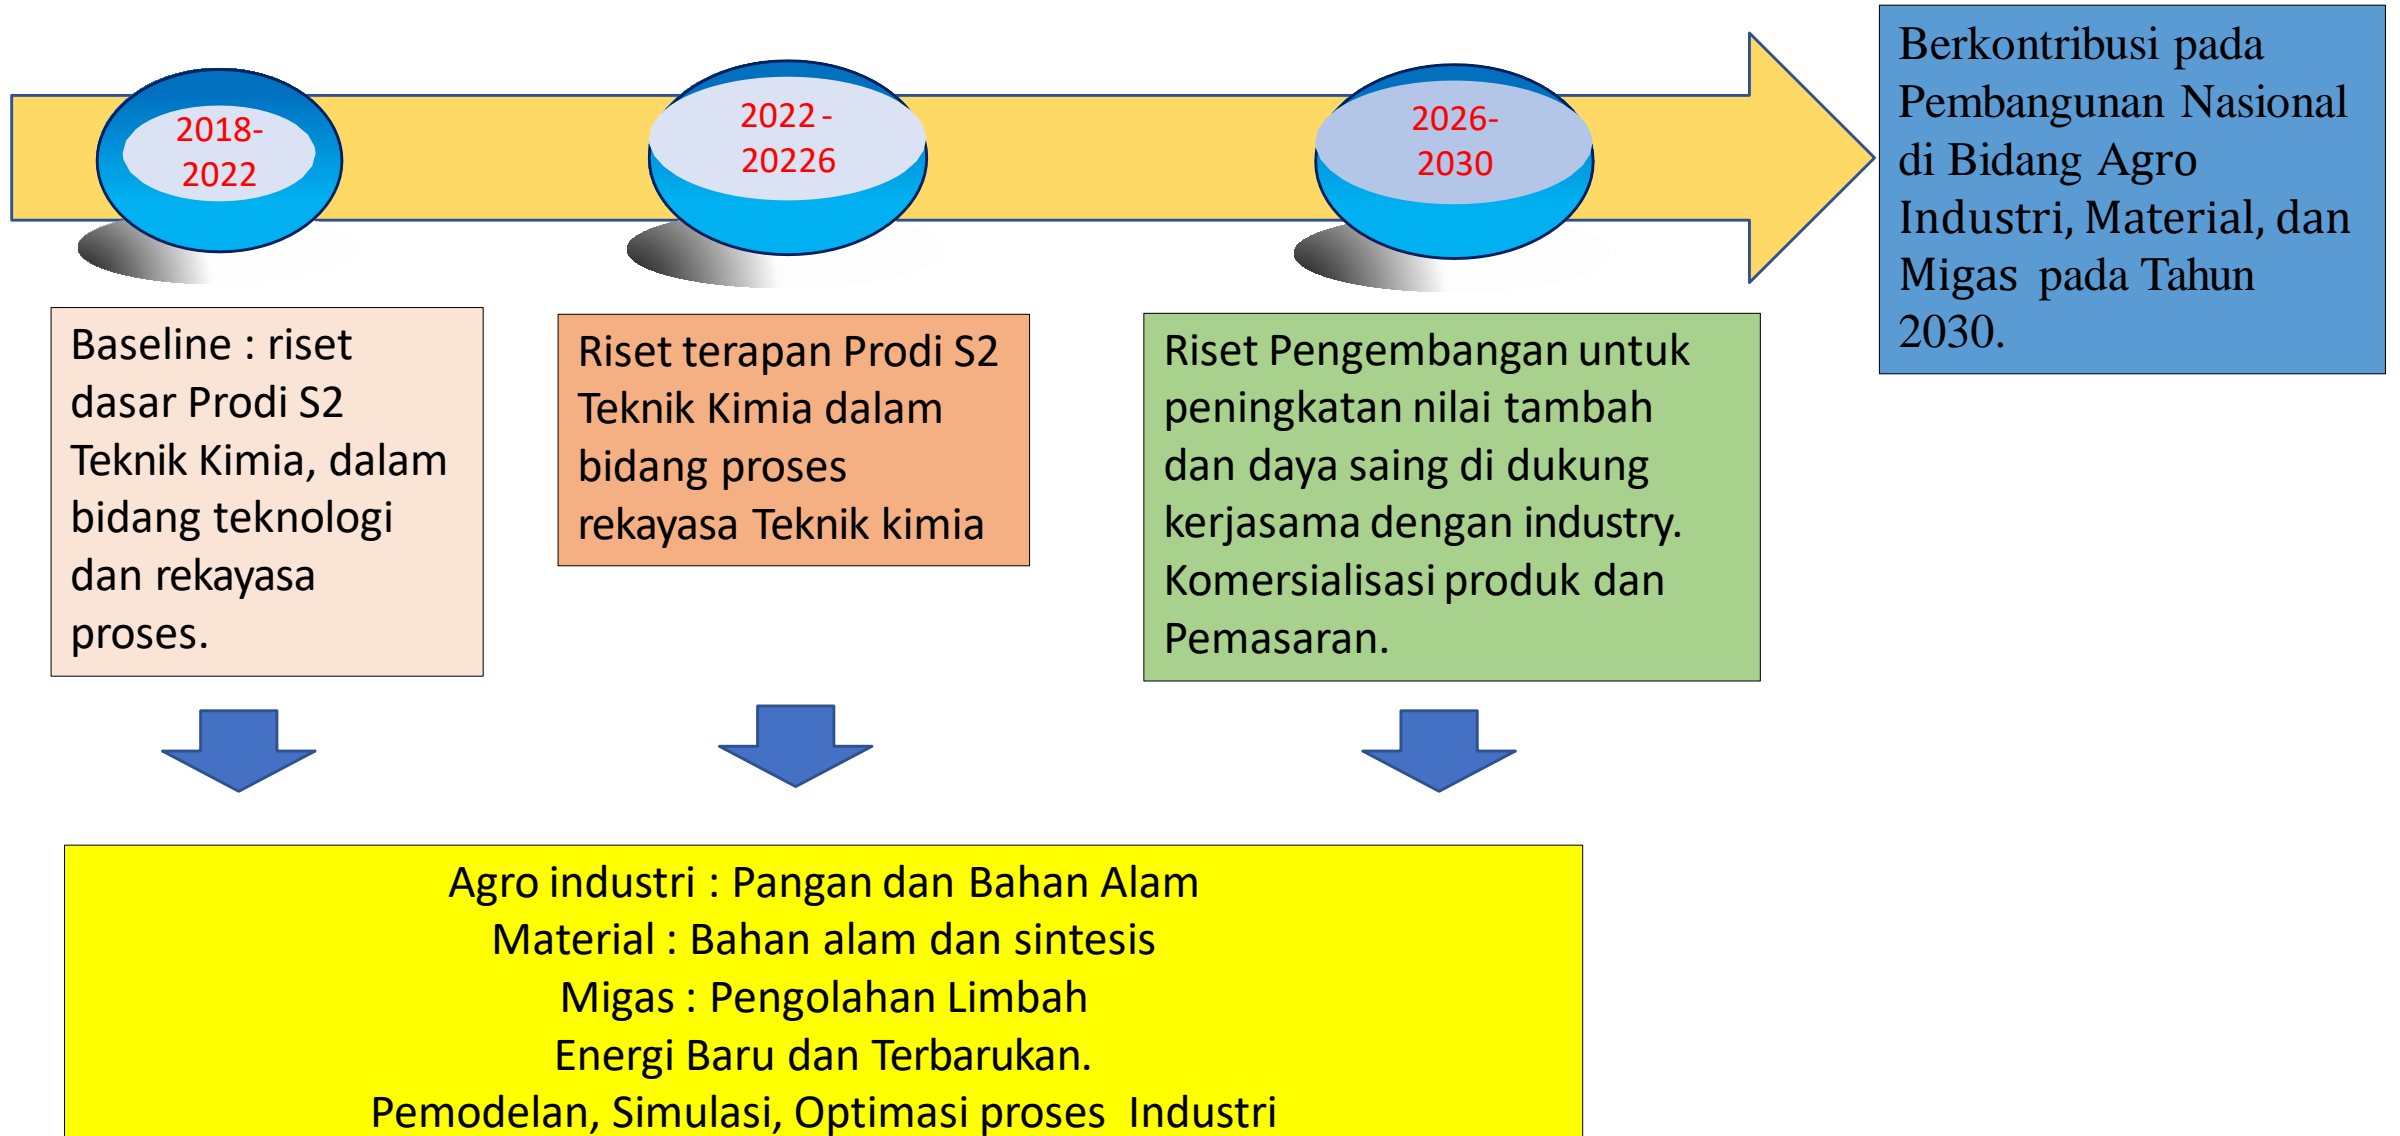 2018-
2022
2022 -
20226
2026-
2030
Berkontribusi pada
Pembangunan Nasional
di Bidang Agro
Industri, Material, dan
Migas pada Tahun
2030.
Baseline : riset
dasar Prodi S2
Teknik Kimia, dalam
bidang teknologi
dan rekayasa
proses.
Riset terapan Prodi S2
Teknik Kimia dalam
bidang proses
rekayasa Teknik kimia
Riset Pengembangan untuk
peningkatan nilai tambah
dan daya saing di dukung
kerjasama dengan industry.
Komersialisasi produk dan
Pemasaran.
Agro industri : Pangan dan Bahan Alam
Material : Bahan alam dan sintesis
Migas : Pengolahan Limbah
Energi Baru dan Terbarukan.
Pemodelan, Simulasi, Optimasi proses Industri